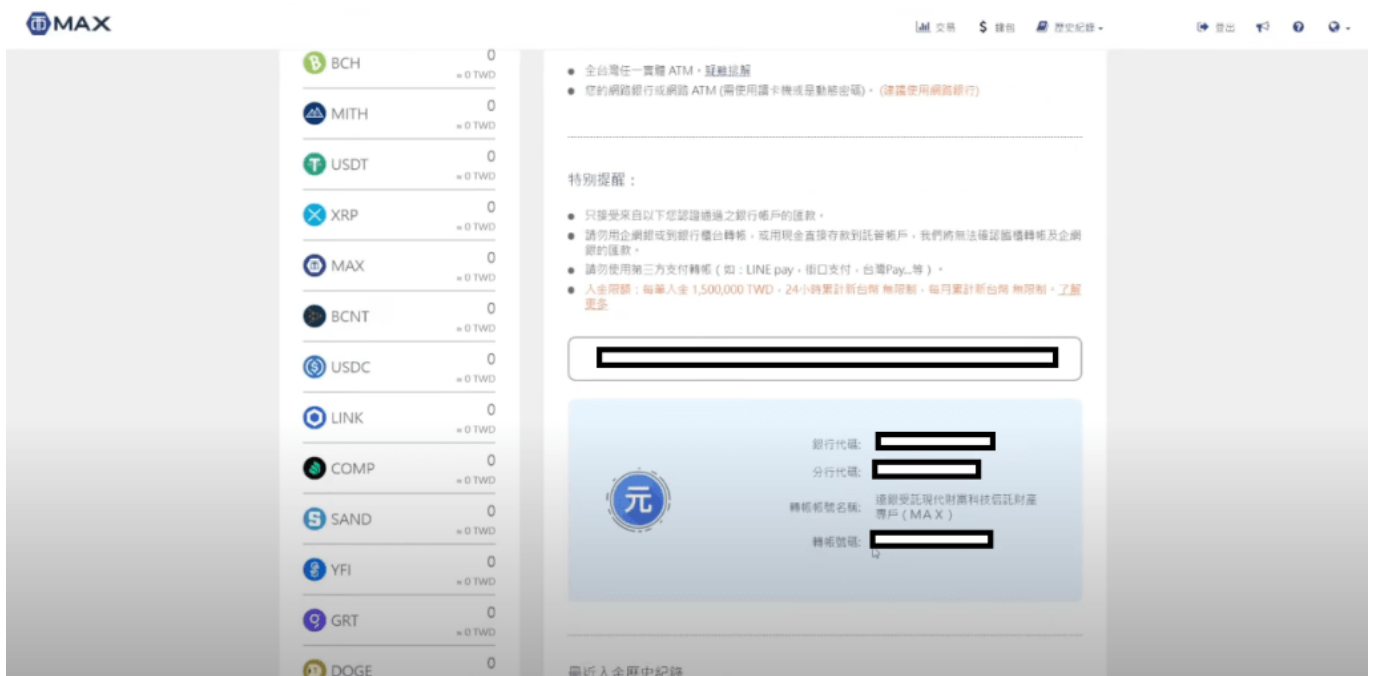 MAX
交易
錢包
歷史紀錄
登出
BCH
0
≈ 0 TWD
MITH
0
≈ 0 TWD
USDT
0
≈ 0 TWD
XRP
0
≈ 0 TWD
MAX
0
≈ 0 TWD
BCNT
0
≈ 0 TWD
USDC
0
≈ 0 TWD
LINK
0
≈ 0 TWD
COMP
0
≈ 0 TWD
SAND
0
≈ 0 TWD
YFI
0
≈ 0 TWD
GRT
0
≈ 0 TWD
DOGE
0
全台灣任一實體 ATM。疑難排解
您的網路銀行或網路 ATM (需使用讀卡機或是動態密碼)。 (建議使用網路銀行)
特別提醒：
只接受來自以下您認證通過之銀行帳戶的匯款。
請勿用企網銀或到銀行櫃台轉帳，或用現金直接存款到託管帳戶，我們將無法確認臨櫃轉帳及企網
銀的匯款。
請勿使用第三方支付轉帳（如：LINE pay，街口支付，台灣Pay...等）。
入金限額：每筆入金 1,500,000 TWD，24小時累計新台幣 無限制，每月累計新台幣 無限制。了解
更多
元
銀行代碼:
分行代碼:
轉帳帳號名稱: 遠銀受託現代財富科技信託財產
專戶（MAX）
轉帳號碼:
最近入金歷史紀錄